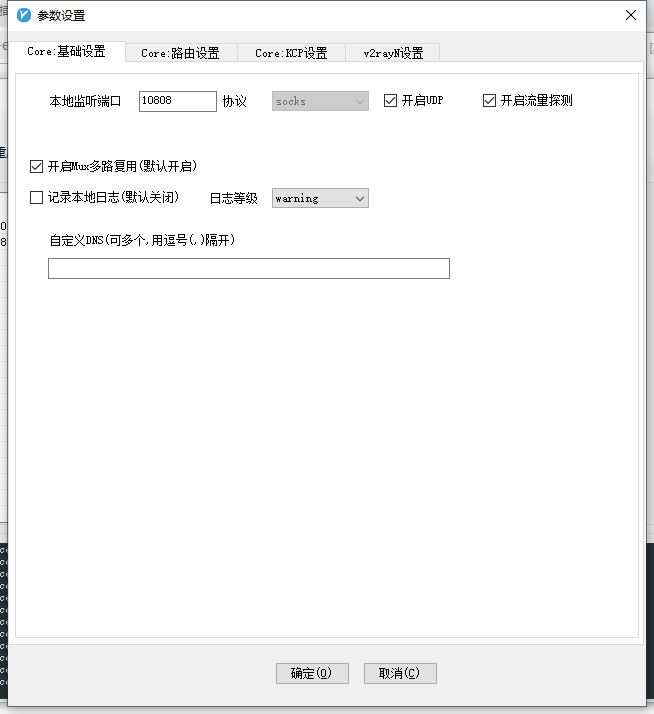 参数设置
Core:基础设置 Core:路由设置 Core:KCP设置 v2rayN设置
本地监听端口 10808 协议 socks 开启UDP 开启流量探测
开启Mux多路复用(默认开启)
记录本地日志(默认关闭) 日志等级 warning
自定义DNS(可多个,用逗号(,)隔开)
确定(O) 取消(C)